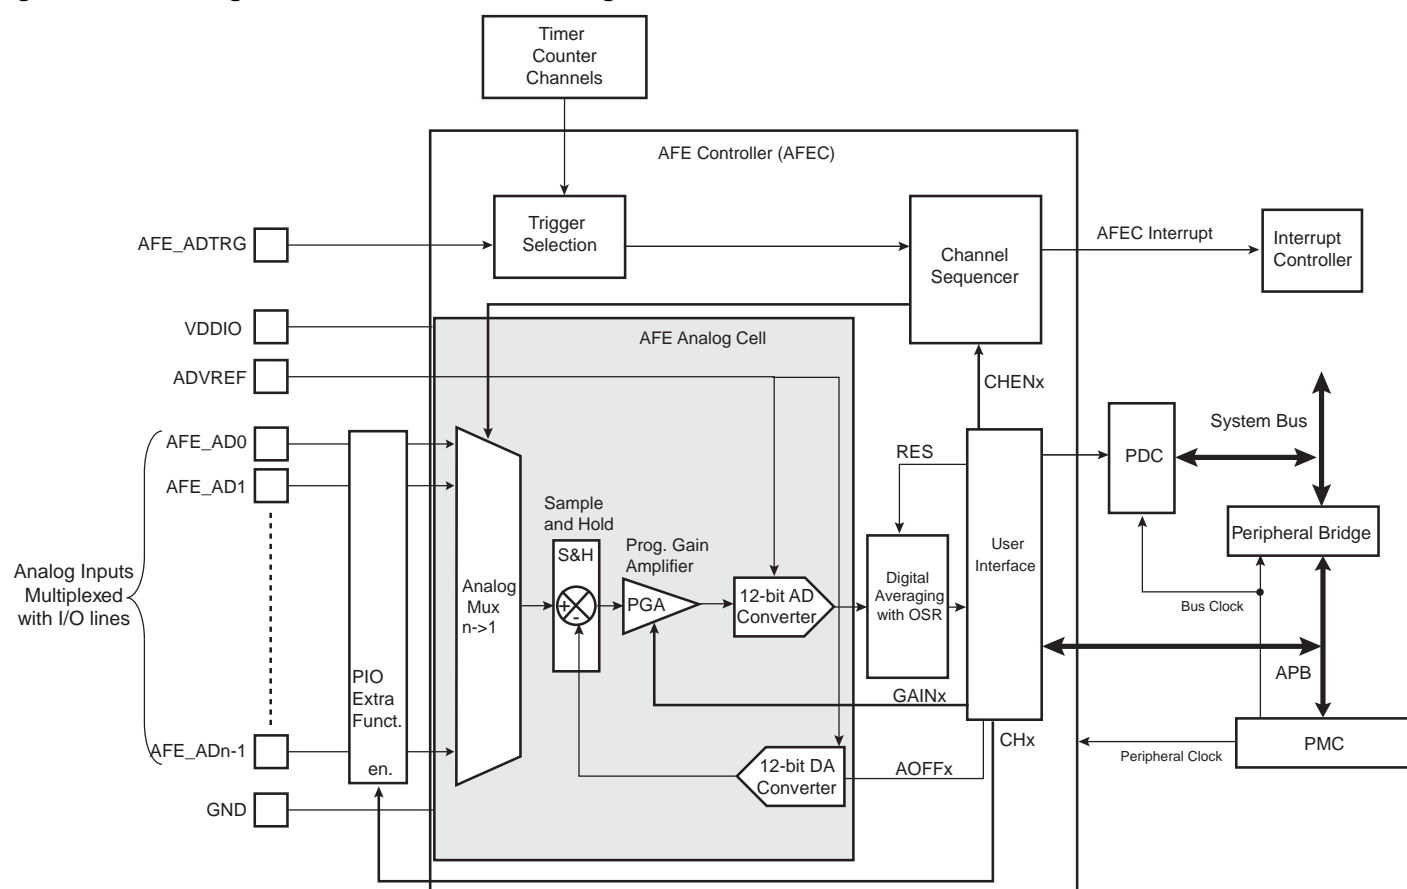 Timer
Counter
Channels
AFE Controller (AFEC)
Trigger
Selection
AFE_ADTRG
Channel
Sequencer
AFEC Interrupt
Interrupt
Controller
VDDIO
AFE Analog Cell
ADVREF
CHENx
AFE_AD0
AFE_AD1
RES
PDC
System Bus
Sample
and Hold
S&H
+
-
Prog. Gain
Amplifier
PGA
12-bit AD
Converter
Digital
Averaging
with OSR
User
Interface
Peripheral Bridge
Bus Clock
Analog Inputs
Multiplexed
with I/O lines
Analog
Mux
n->1
PIO
Extra
Funct.
en.
GAINx
APB
CHx
AFE_ADn-1
12-bit DA
Converter
AOFFx
Peripheral Clock
PMC
GND